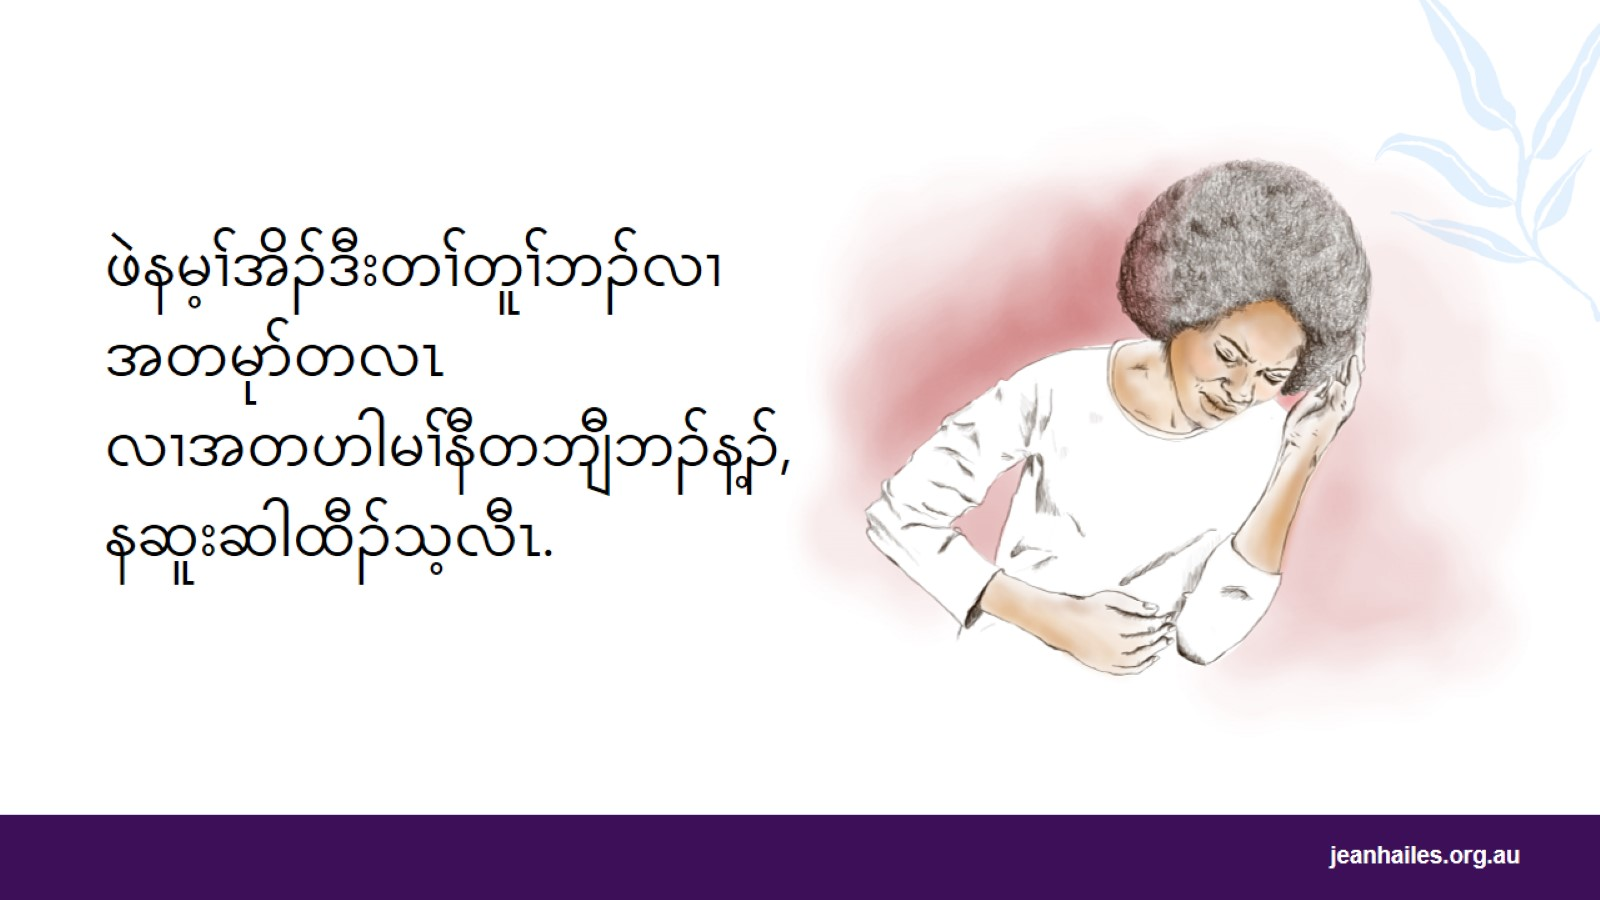 ဖဲနမ့ၢ်အိၣ်ဒီးတၢ်တူၢ်ဘၣ်လၢ
အတမုာ်တလၤ
လၢအတဟါမၢ်နီတဘျီဘၣ်န့ၣ်,
နဆူးဆါထီၣ်သ့လီၤ.
jeanhailes.org.au